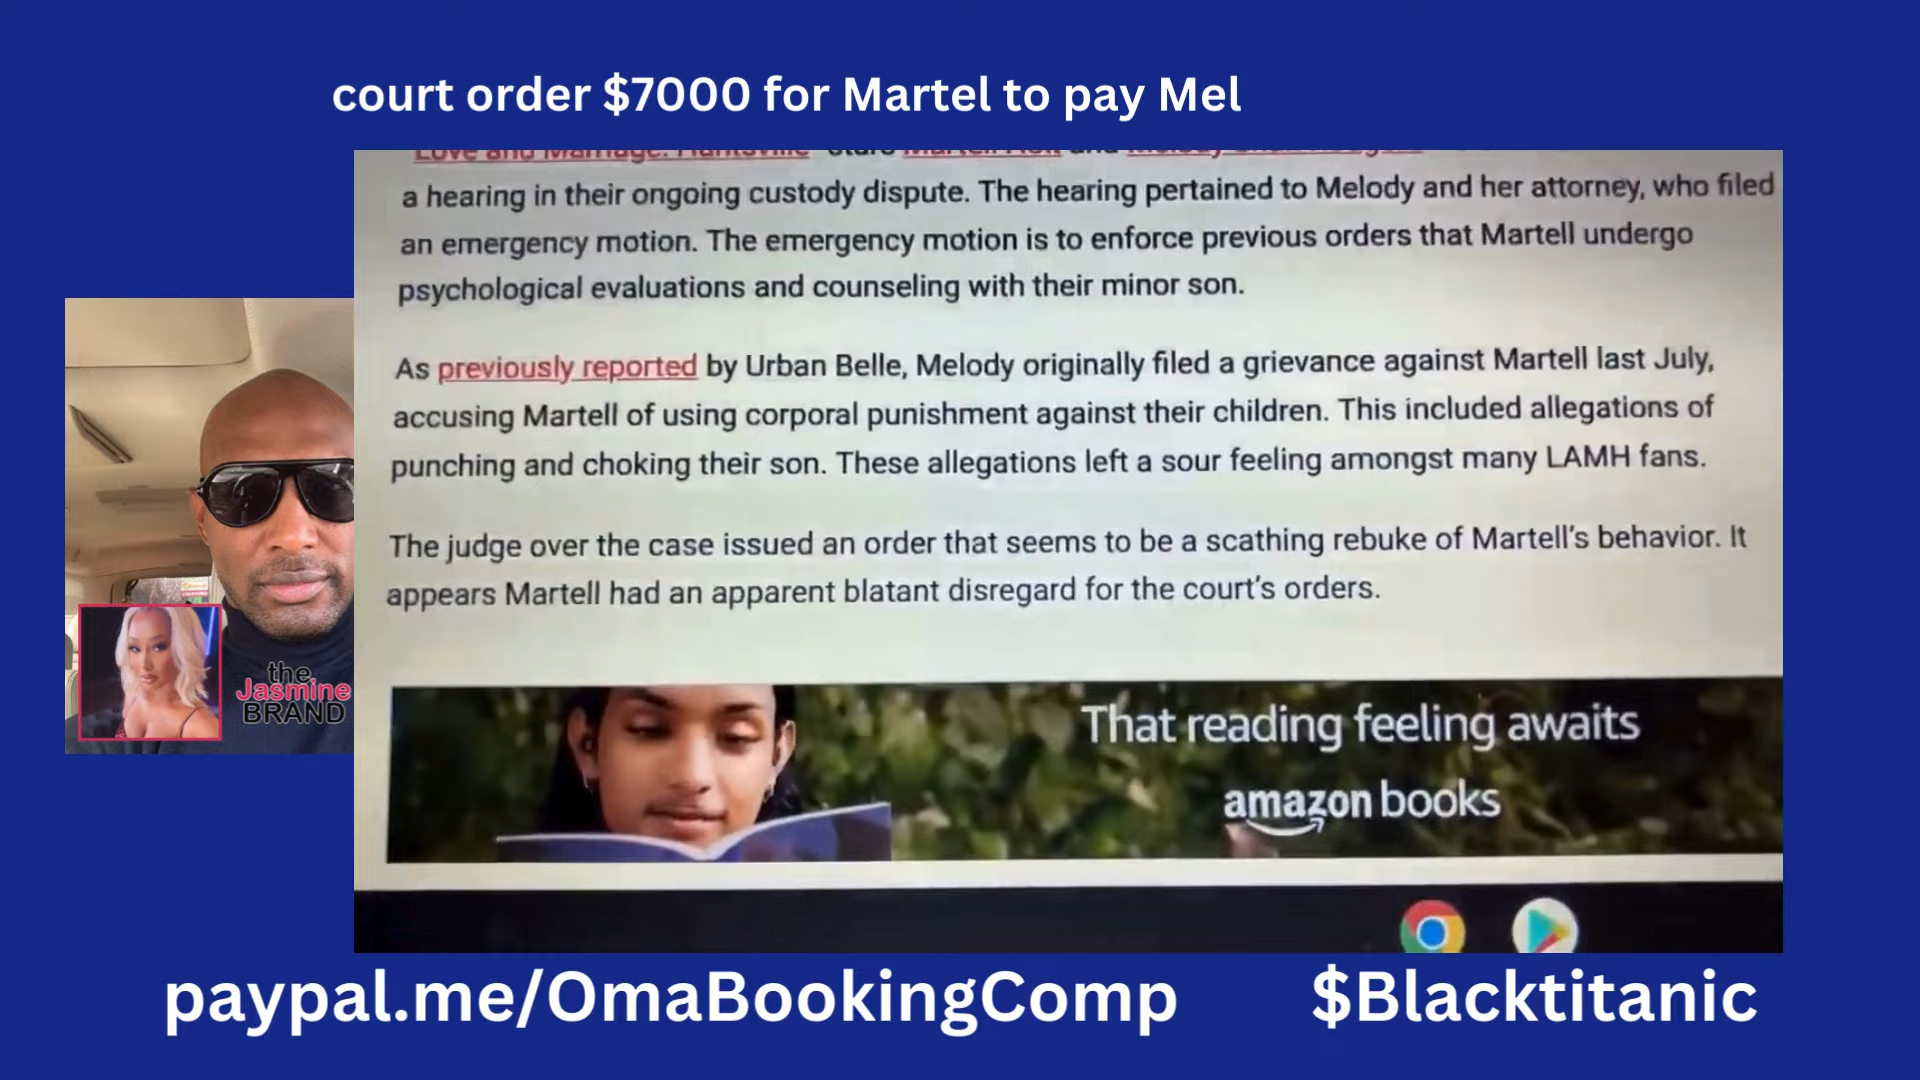 court order $7000 for Martel to pay Mel
Love and Marriage: Huntsville
a hearing in their ongoing custody dispute. The hearing pertained to Melody and her attorney, who filed
an emergency motion. The emergency motion is to enforce previous orders that Martell undergo
psychological evaluations and counseling with their minor son.
As previously reported by Urban Belle, Melody originally filed a grievance against Martell last July,
accusing Martell of using corporal punishment against their children. This included allegations of
punching and choking their son. These allegations left a sour feeling amongst many LAMH fans.
The judge over the case issued an order that seems to be a scathing rebuke of Martell's behavior. It
appears Martell had an apparent blatant disregard for the court's orders.
the
Jasmine
BRAND
That reading feeling awaits
amazon books
paypal.me/OmaBookingComp
$Blacktitanic